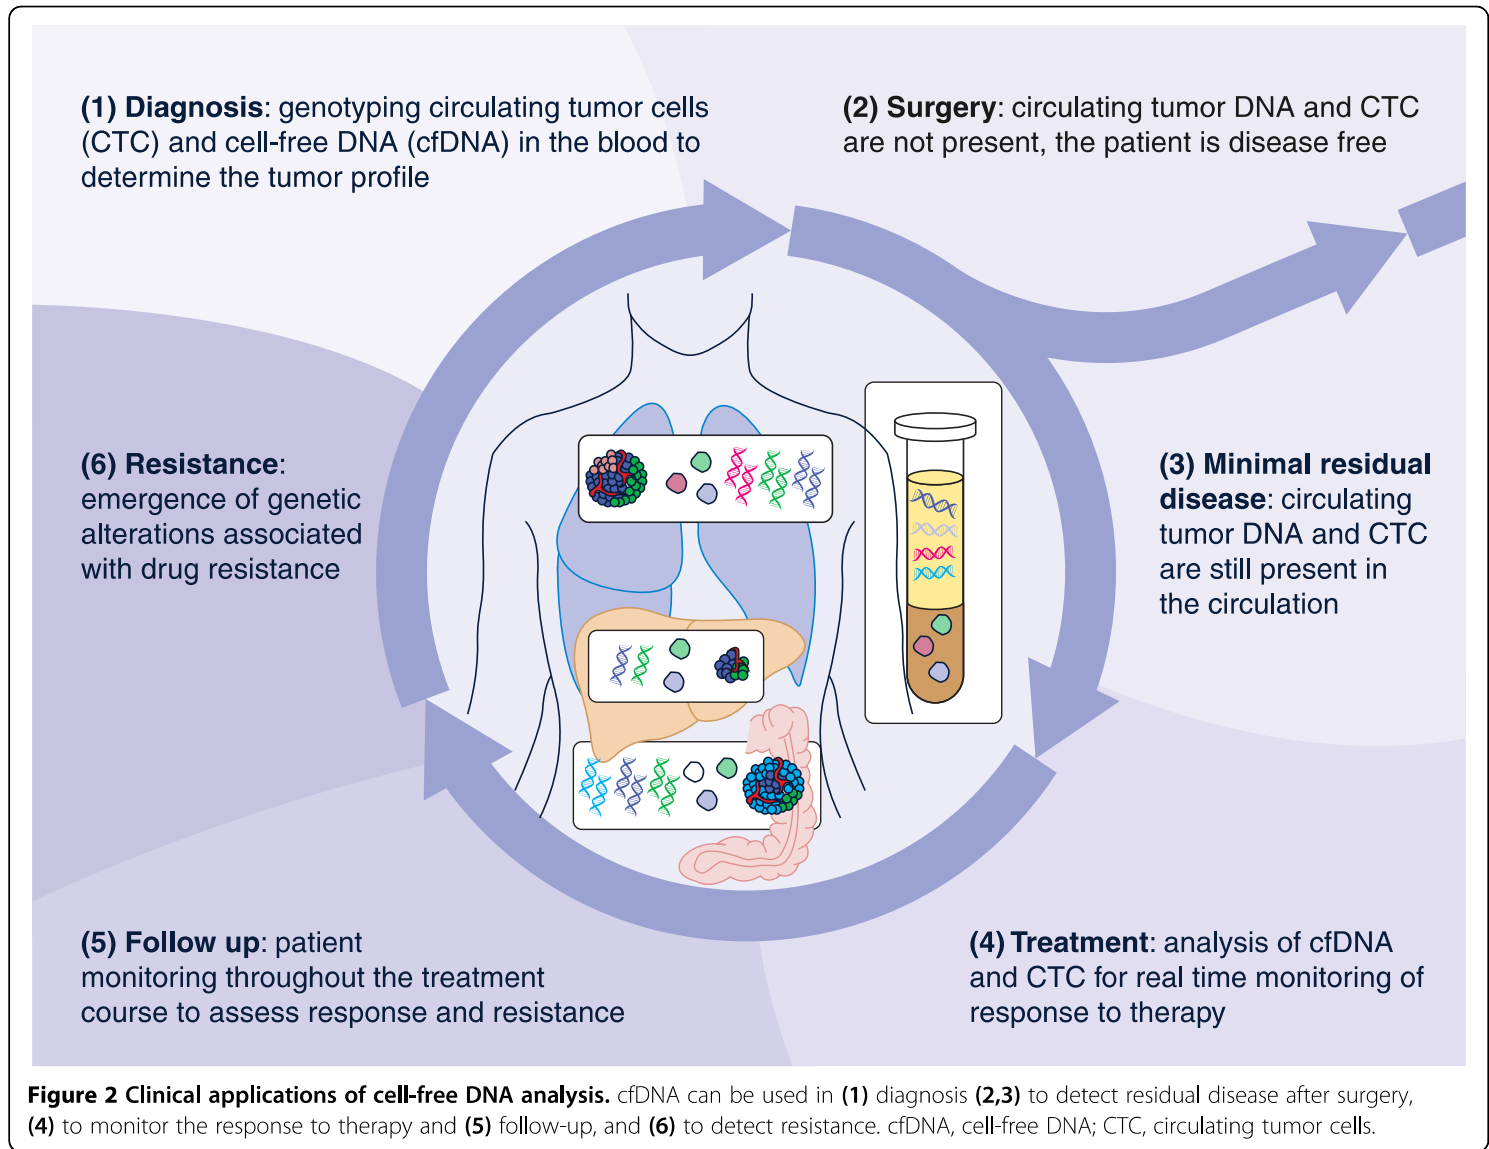 (1) Diagnosis: genotyping circulating tumor cells
(CTC) and cell-free DNA (cfDNA) in the blood to
determine the tumor profile
(2) Surgery: circulating tumor DNA and CTC
are not present, the patient is disease free
(3) Minimal residual
disease: circulating
tumor DNA and CTC
are still present in
the circulation
(4) Treatment: analysis of cfDNA
and CTC for real time monitoring of
response to therapy
(5) Follow up: patient
monitoring throughout the treatment
course to assess response and resistance
(6) Resistance:
emergence of genetic
alterations associated
with drug resistance
Figure 2 Clinical applications of cell-free DNA analysis. cfDNA can be used in (1) diagnosis (2,3) to detect residual disease after surgery,
(4) to monitor the response to therapy and (5) follow-up, and (6) to detect resistance. cfDNA, cell-free DNA; CTC, circulating tumor cells.